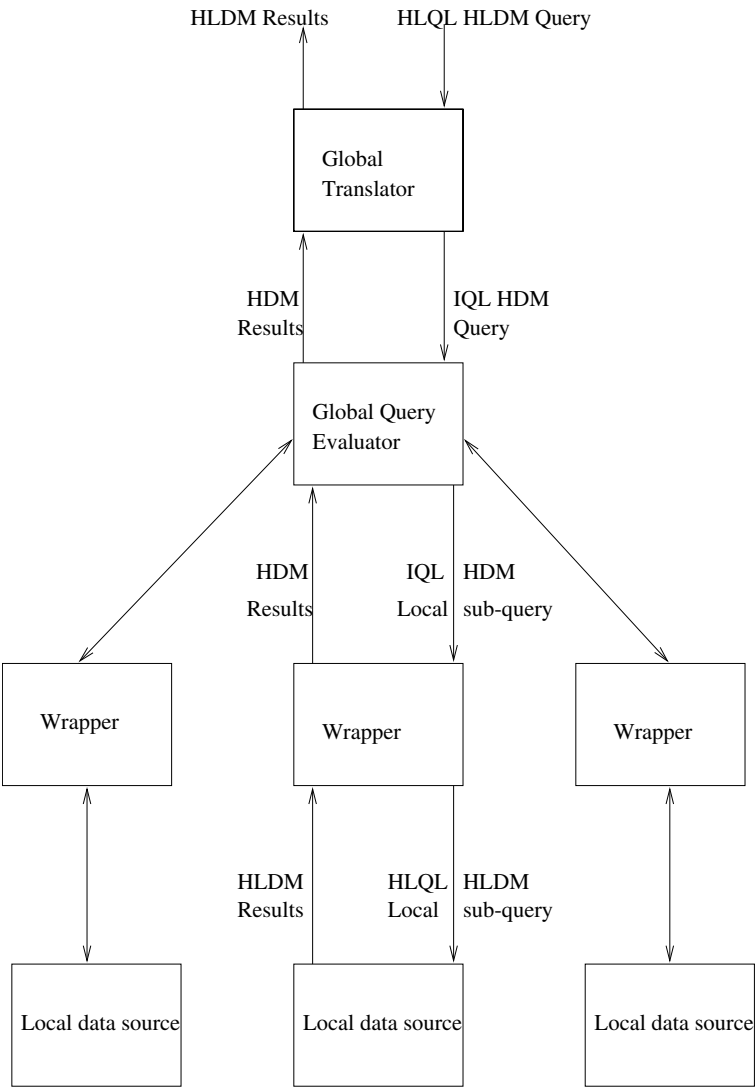 HLDM Results
HLQL HLDM Query
Global
Translator
HDM
Results
IQL HDM
Query
Global Query
Evaluator
HDM
Results
IQL HDM
Local sub-query
Wrapper
Wrapper
Wrapper
HLDM
Results
HLQL HLDM
Local sub-query
Local data source
Local data source
Local data source